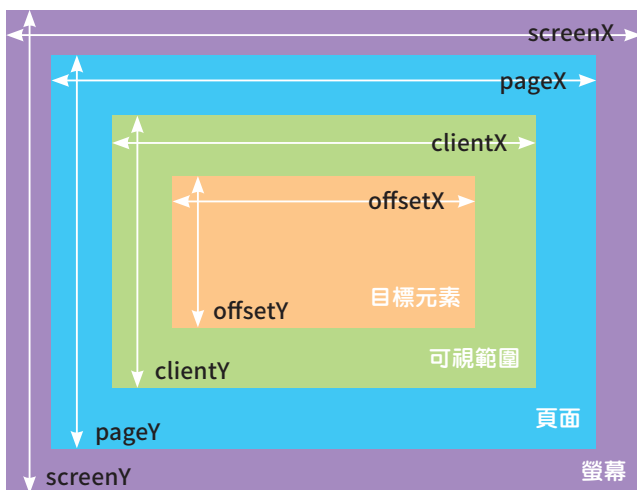 screenX
pageX
clientX
offsetX
目標元素
offsetY
可視範圍
clientY
頁面
pageY
螢幕
screenY